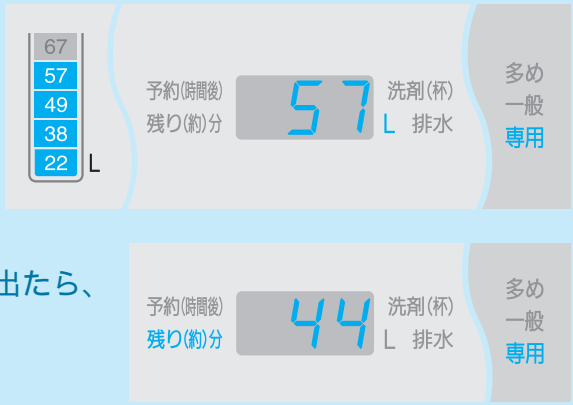 67
57
49
38
22 L
予約(時間後)
残り(約)分
57
洗剤(杯)
L 排水
多め
一般
専用
出たら、
予約(時間後)
残り(約)分
44
洗剤(杯)
L 排水
多め
一般
専用